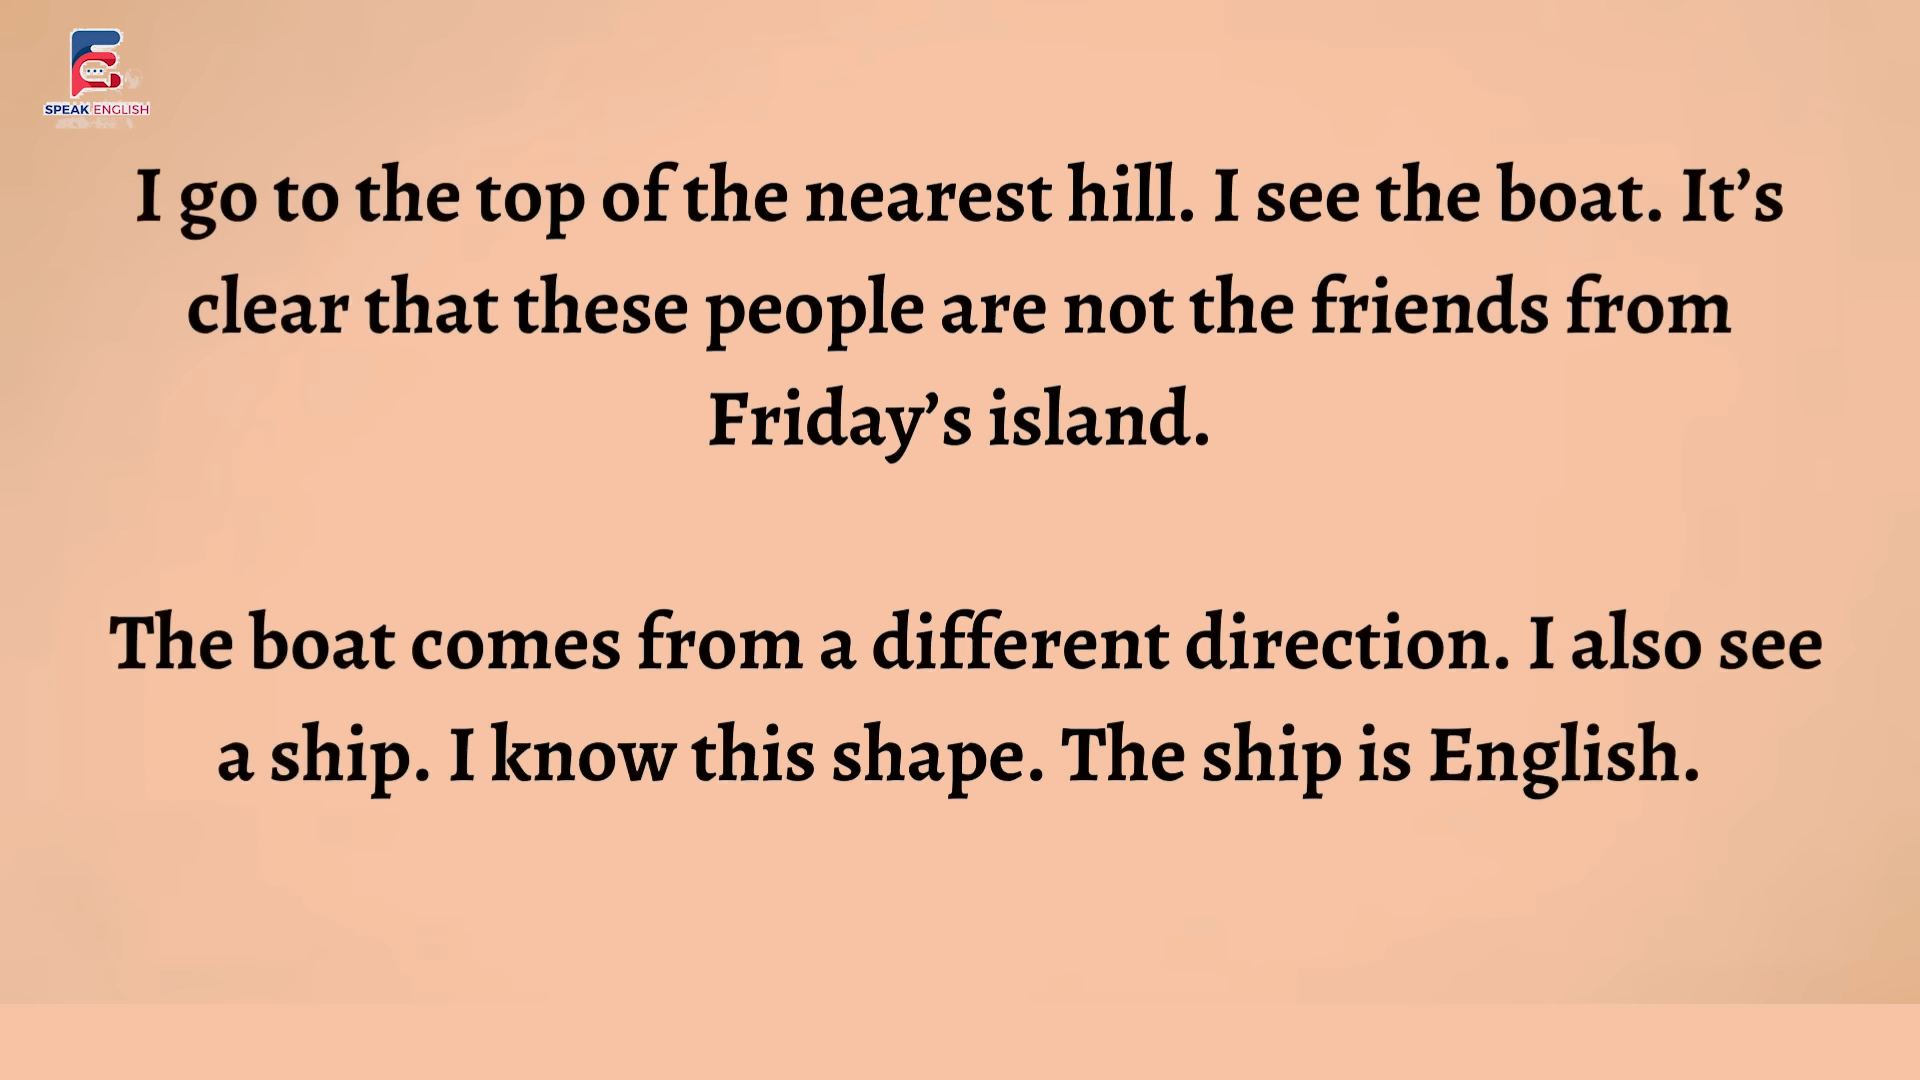 SPEAK ENGLISH
I go to the top of the nearest hill. I see the boat. It’s
clear that these people are not the friends from
Friday’s island.
The boat comes from a different direction. I also see
a ship. I know this shape. The ship is English.